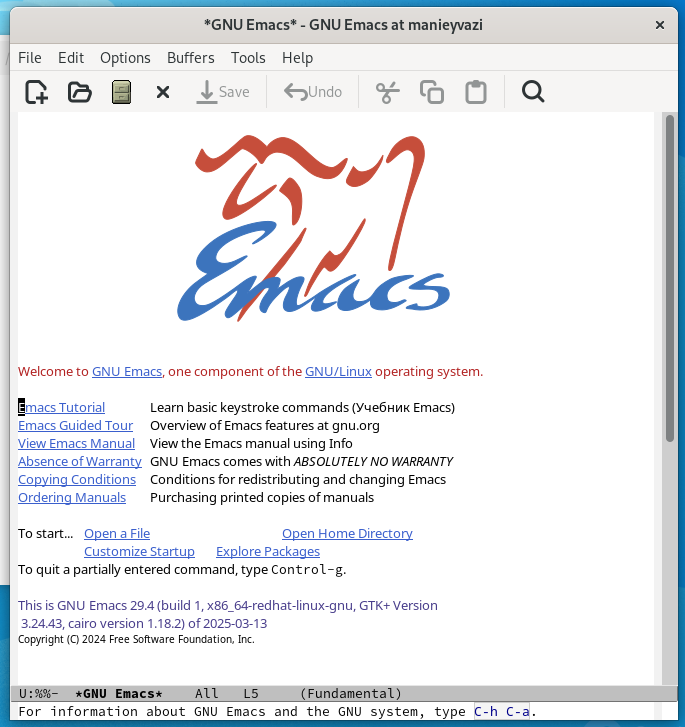 *GNU Emacs* - GNU Emacs at manieyvazi
File Edit Options Buffers Tools Help
Save Undo
Emacs
Welcome to GNU Emacs, one component of the GNU/Linux operating system.
Emacs Tutorial Learn basic keystroke commands (Учебник Emacs)
Emacs Guided Tour Overview of Emacs features at gnu.org
View Emacs Manual View the Emacs manual using Info
Absence of Warranty GNU Emacs comes with ABSOLUTELY NO WARRANTY
Copying Conditions Conditions for redistributing and changing Emacs
Ordering Manuals Purchasing printed copies of manuals
To start... Open a File Open Home Directory
Customize Startup Explore Packages
To quit a partially entered command, type Control-g.
This is GNU Emacs 29.4 (build 1, x86_64-redhat-linux-gnu, GTK+ Version
3.24.43, cairo version 1.18.2) of 2025-03-13
Copyright (C) 2024 Free Software Foundation, Inc.
U:%%- *GNU Emacs* All L5 (Fundamental)
For information about GNU Emacs and the GNU system, type C-h C-a.